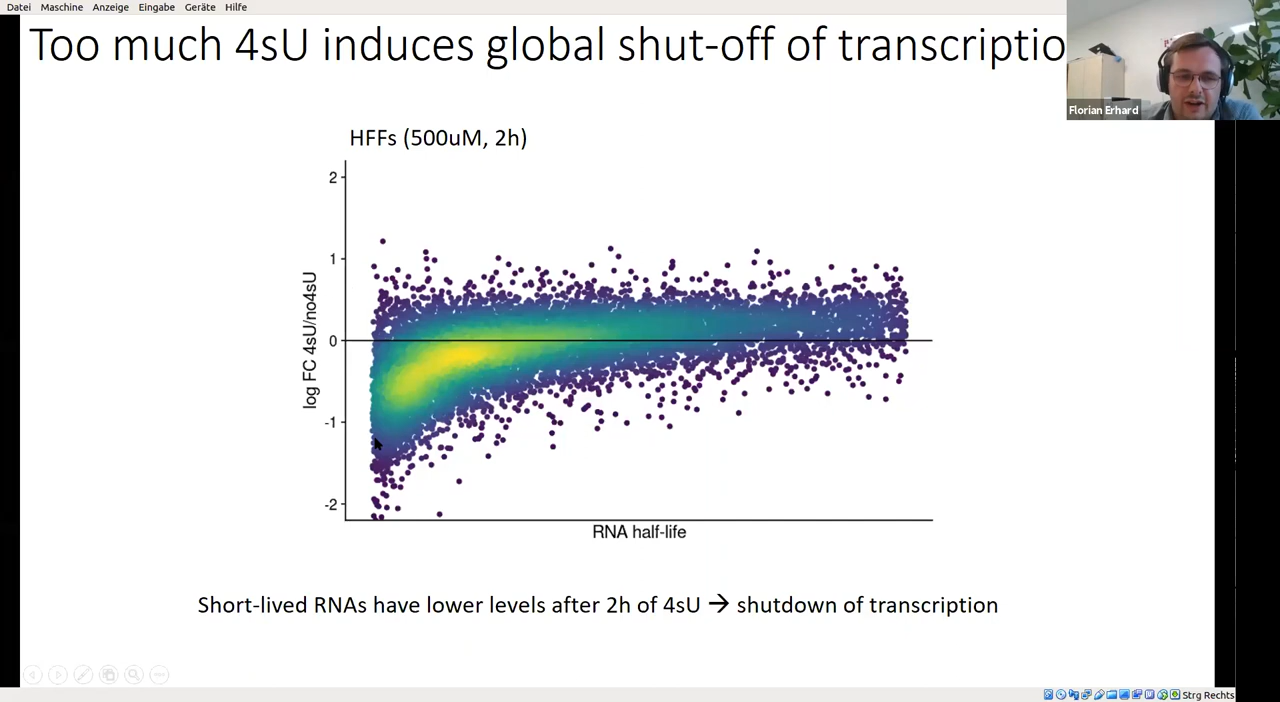 Datei Maschine Anzeige Eingabe Geräte Hilfe
Too much 4sU induces global shut-off of transcriptio
Florian Erhard
HFFs (500uM, 2h)
2
1
0
-1
-2
log FC 4sU/no4sU
RNA half-life
Short-lived RNAs have lower levels after 2h of 4sU → shutdown of transcription
Strg Rechts